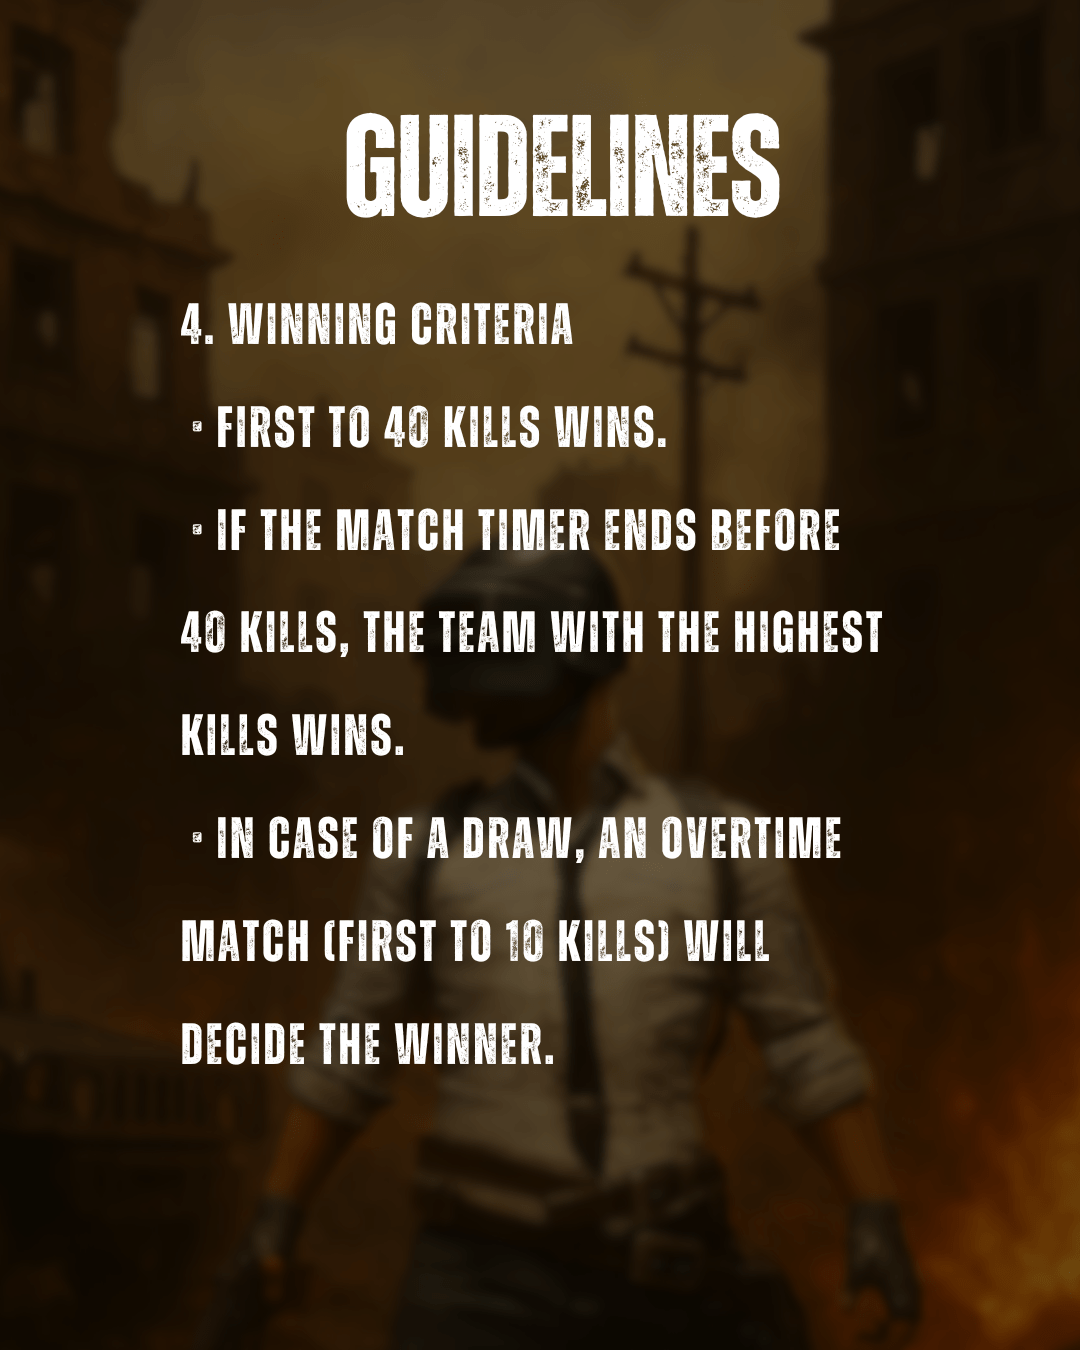 GUIDELINES
4. WINNING CRITERIA
· FIRST TO 40 KILLS WINS.
· IF THE MATCH TIMER ENDS BEFORE
40 KILLS, THE TEAM WITH THE HIGHEST
KILLS WINS.
· IN CASE OF A DRAW, AN OVERTIME
MATCH (FIRST TO 10 KILLS) WILL
DECIDE THE WINNER.